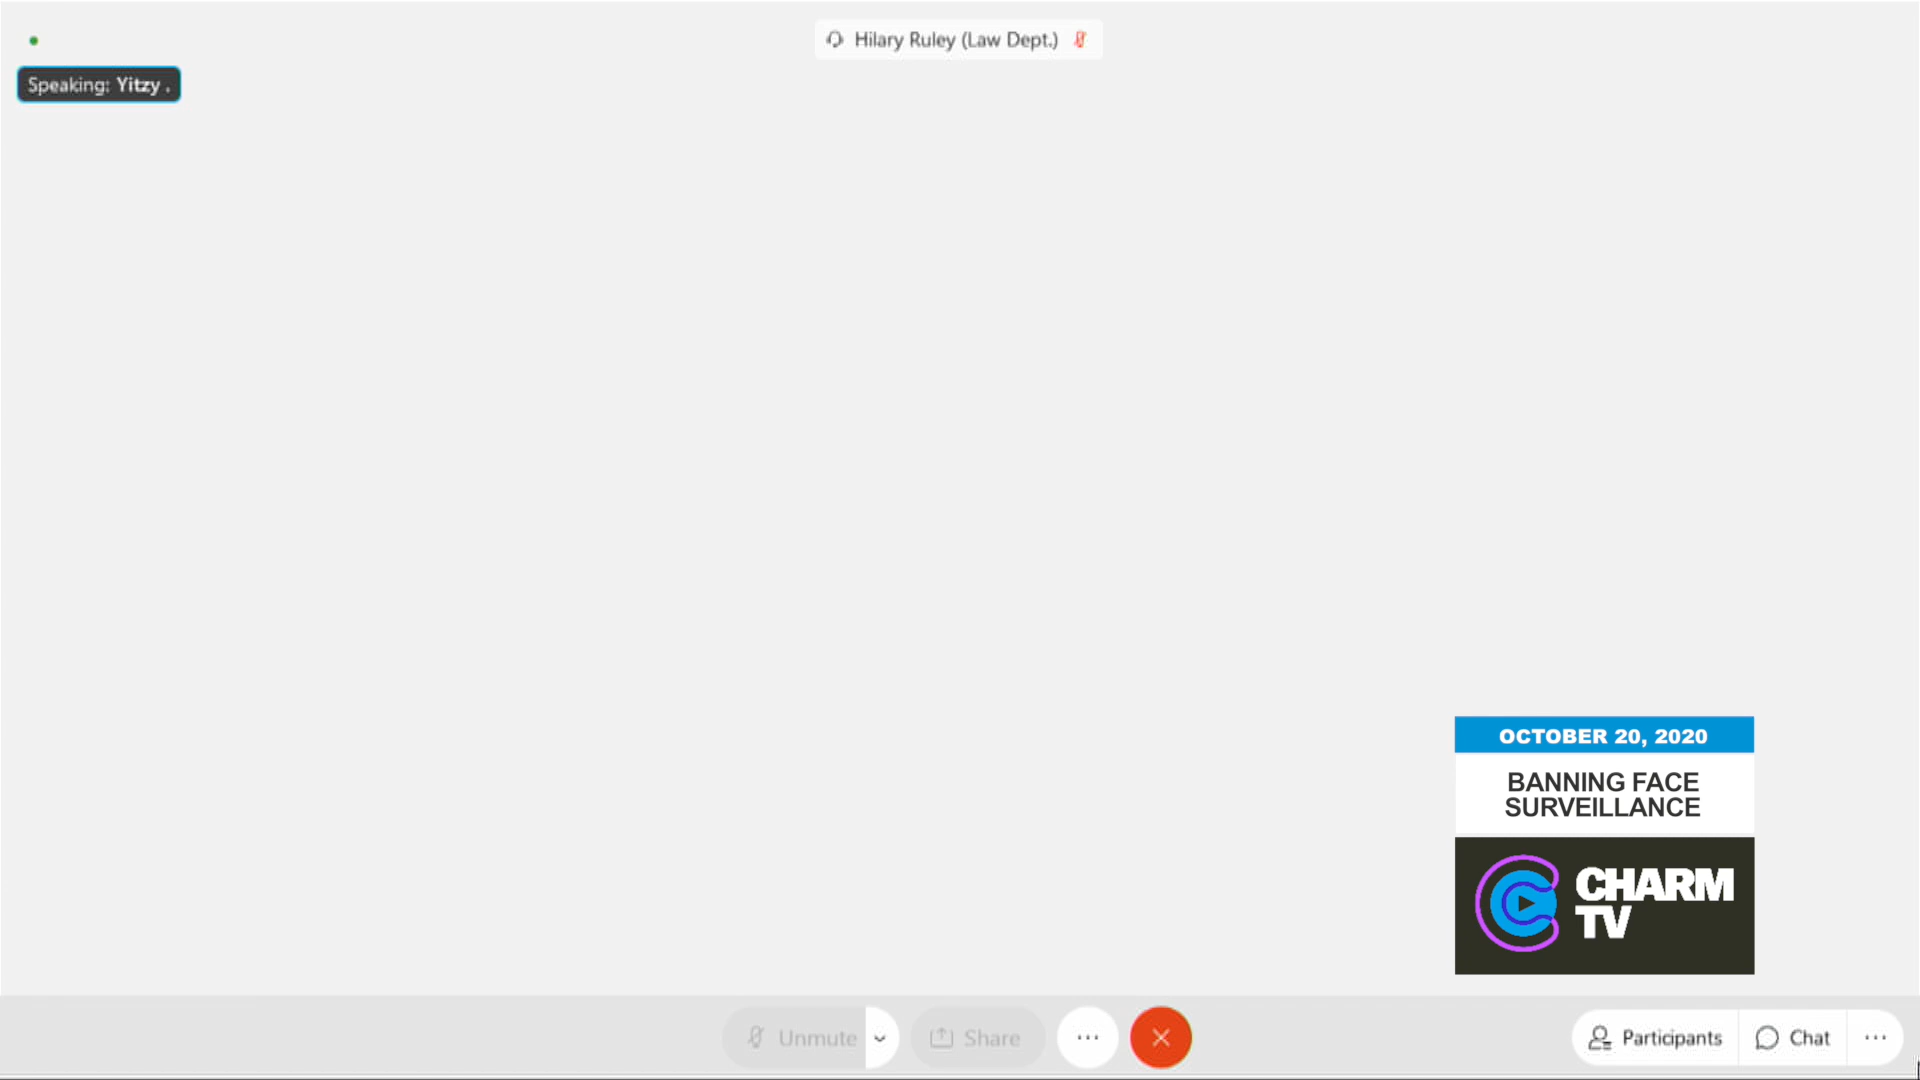 Hilary Ruley (Law Dept.)
Speaking: Yitzy .
OCTOBER 20, 2020
BANNING FACE
SURVEILLANCE
CHARM
TV
Unmute
Share
Participants
Chat